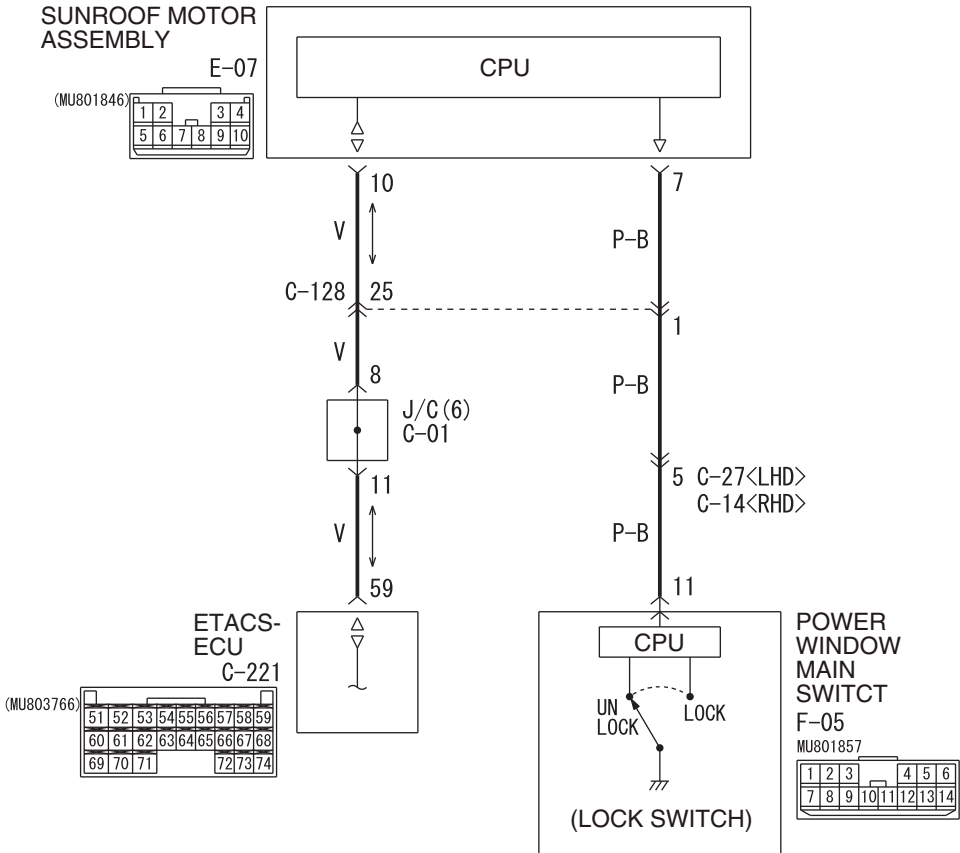 SUNROOF MOTOR
ASSEMBLY
E-07
(MU801846)
1 2 3 4
5 6 7 8 9 10
CPU
10
7
V
P-B
C-128 25
1
V
P-B
8
J/C(6)
C-01
5 C-27<LHD>
C-14<RHD>
11
V
P-B
59
11
ETACS-
ECU
C-221
(MU803766)
51 52 53 54 55 56 57 58 59
60 61 62 63 64 65 66 67 68
69 70 71 72 73 74
CPU
UN
LOCK
LOCK
(LOCK SWITCH)
POWER
WINDOW
MAIN
SWITCT
F-05
MU801857
1 2 3 4 5 6
7 8 9 10 11 12 13 14